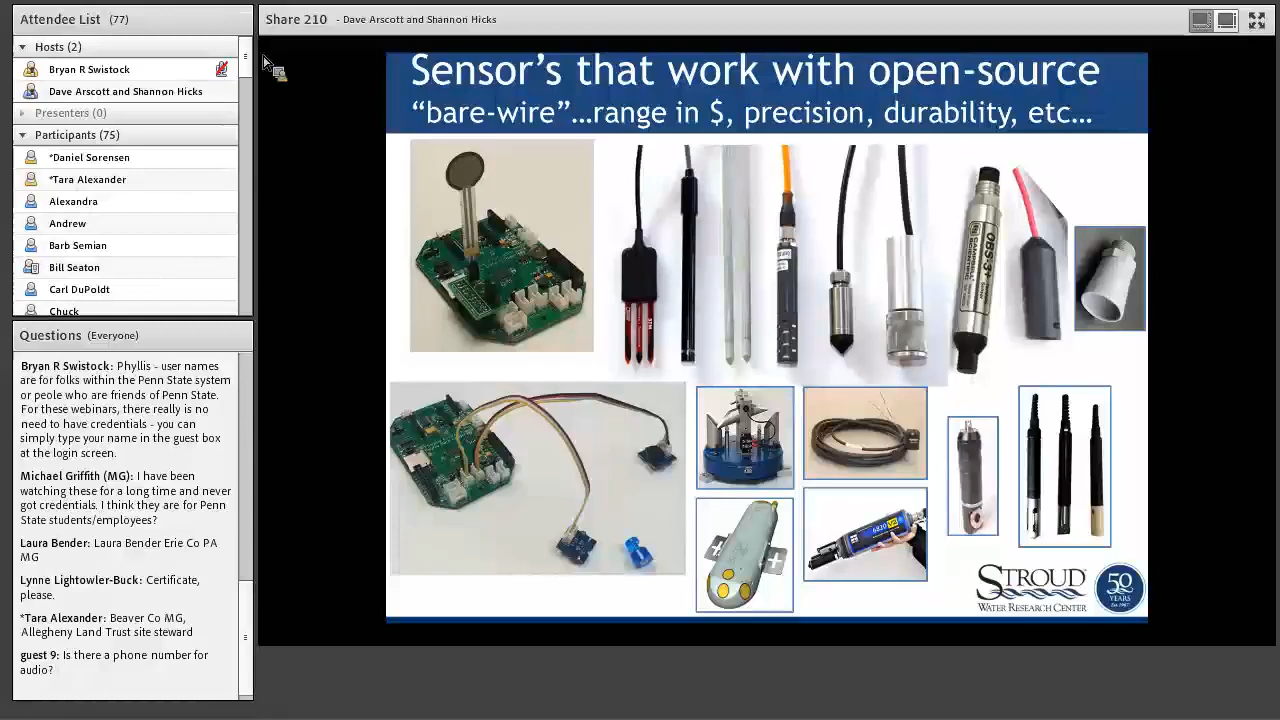 Attendee List (77)
Hosts (2)
Bryan R Swistock
Dave Arscott and Shannon Hicks
Presenters (0)
Participants (75)
*Daniel Sorensen
*Tara Alexander
Alexandra
Andrew
Barb Semian
Bill Seaton
Carl DuPoldt
Chuck
Questions (Everyone)
Bryan R Swistock: Phyllis - user names
are for folks within the Penn State system
or peole who are friends of Penn State.
For these webinars, there really is no
need to have credentials - you can
simply type your name in the guest box
at the login screen.
Michael Griffith (MG): I have been
watching these for a long time and never
got credentials. I think they are for Penn
State students/employees?
Laura Bender: Laura Bender Erie Co PA
MG
Lynne Lightowler-Buck: Certificate,
please.
*Tara Alexander: Beaver Co MG,
Allegheny Land Trust site steward
guest 9: Is there a phone number for
audio?
Share 210 - Dave Arscott and Shannon Hicks
Sensor's that work with open-source
“bare-wire”...range in $, precision, durability, etc...
OBS-3+
CAMPBELL
SCIENTIFIC
6920 V2
STROUD
WATER RESEARCH CENTER
50
YEARS
Est. 1967